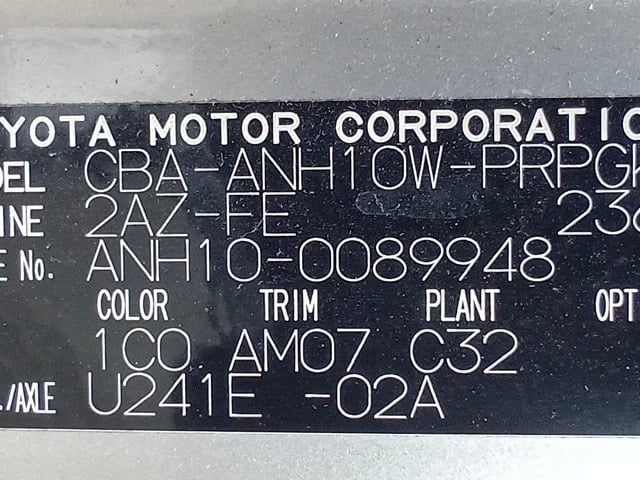 YOTA MOTOR CORPORATIO
DEL CBA-ANH10W-PRPGK
INE 2AZ-FE 236
E No. ANH10-0089948
COLOR TRIM PLANT OPT
1C0 AM07 C32
./AXLE U241E -02A